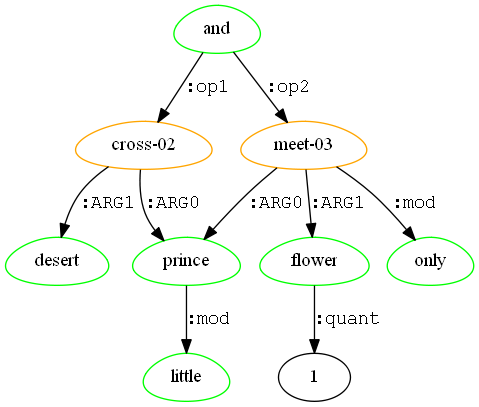 and
:op1 :op2
cross-02 meet-03
:ARG1 :ARG0 :ARG0 :ARG1 :mod
desert prince flower only
:mod :quant
little 1